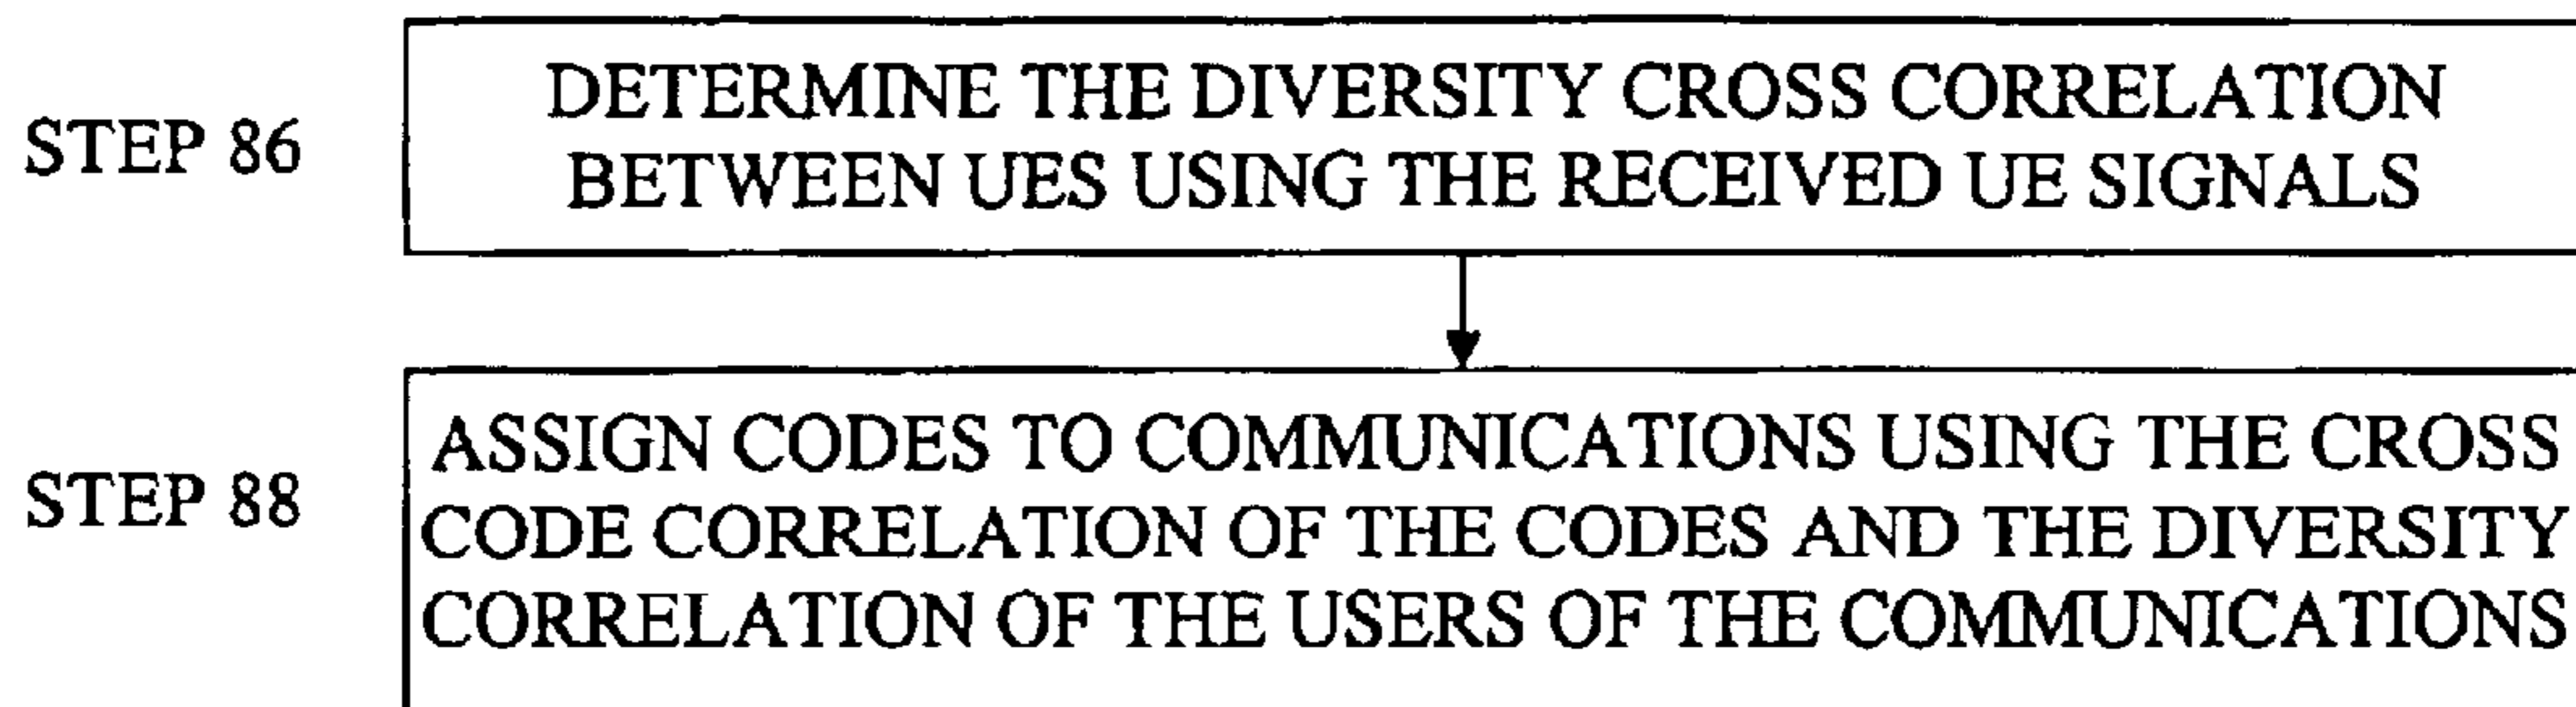 STEP 86
DETERMINE THE DIVERSITY CROSS CORRELATION
BETWEEN UES USING THE RECEIVED UE SIGNALS
STEP 88
ASSIGN CODES TO COMMUNICATIONS USING THE CROSS
CODE CORRELATION OF THE CODES AND THE DIVERSITY
CORRELATION OF THE USERS OF THE COMMUNICATIONS